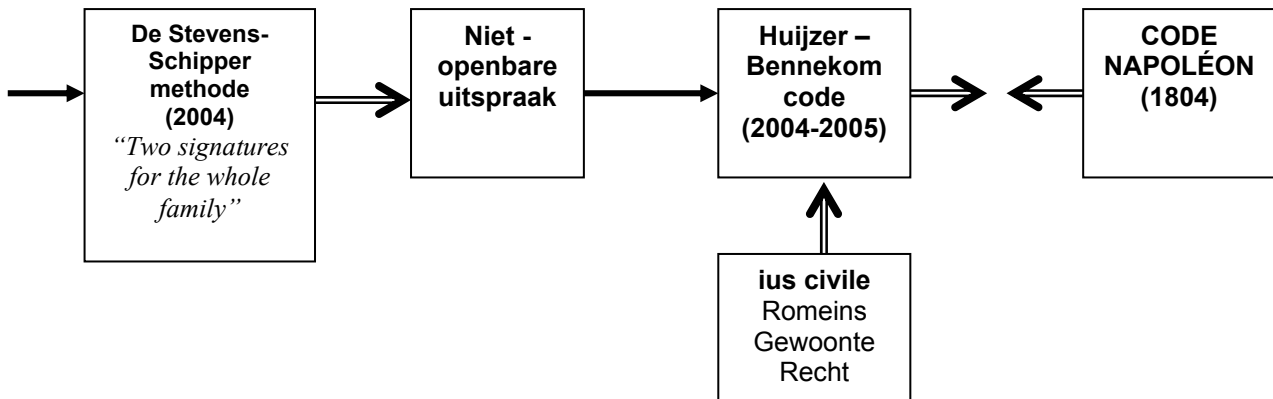 De Stevens-
Schipper
methode
(2004)
“Two signatures
for the whole
family”
Niet -
openbare
uitspraak
Huijzer –
Bennekom
code
(2004-2005)
CODE
NAPOLÉON
(1804)
ius civile
Romeins
Gewoonte
Recht